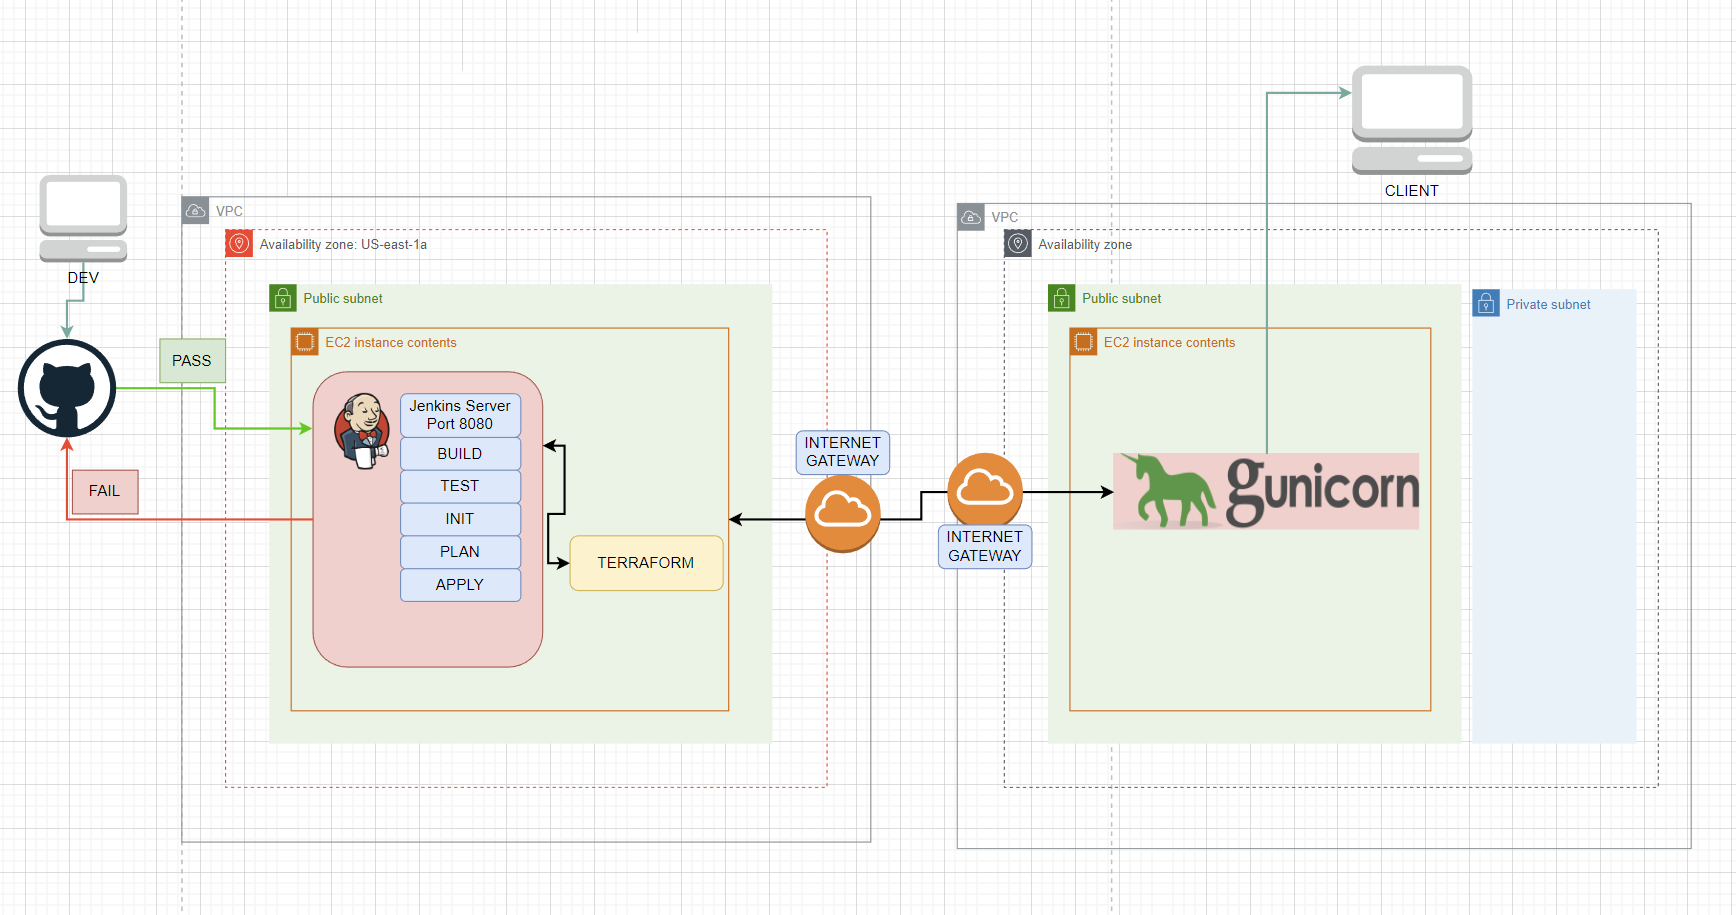 CLIENT
DEV
PASS
FAIL
VPC
Availability zone: US-east-1a
Public subnet
EC2 instance contents
Jenkins Server
Port 8080
BUILD
TEST
INIT
PLAN
APPLY
TERRAFORM
INTERNET
GATEWAY
INTERNET
GATEWAY
VPC
Availability zone
Public subnet
EC2 instance contents
gunicorn
Private subnet